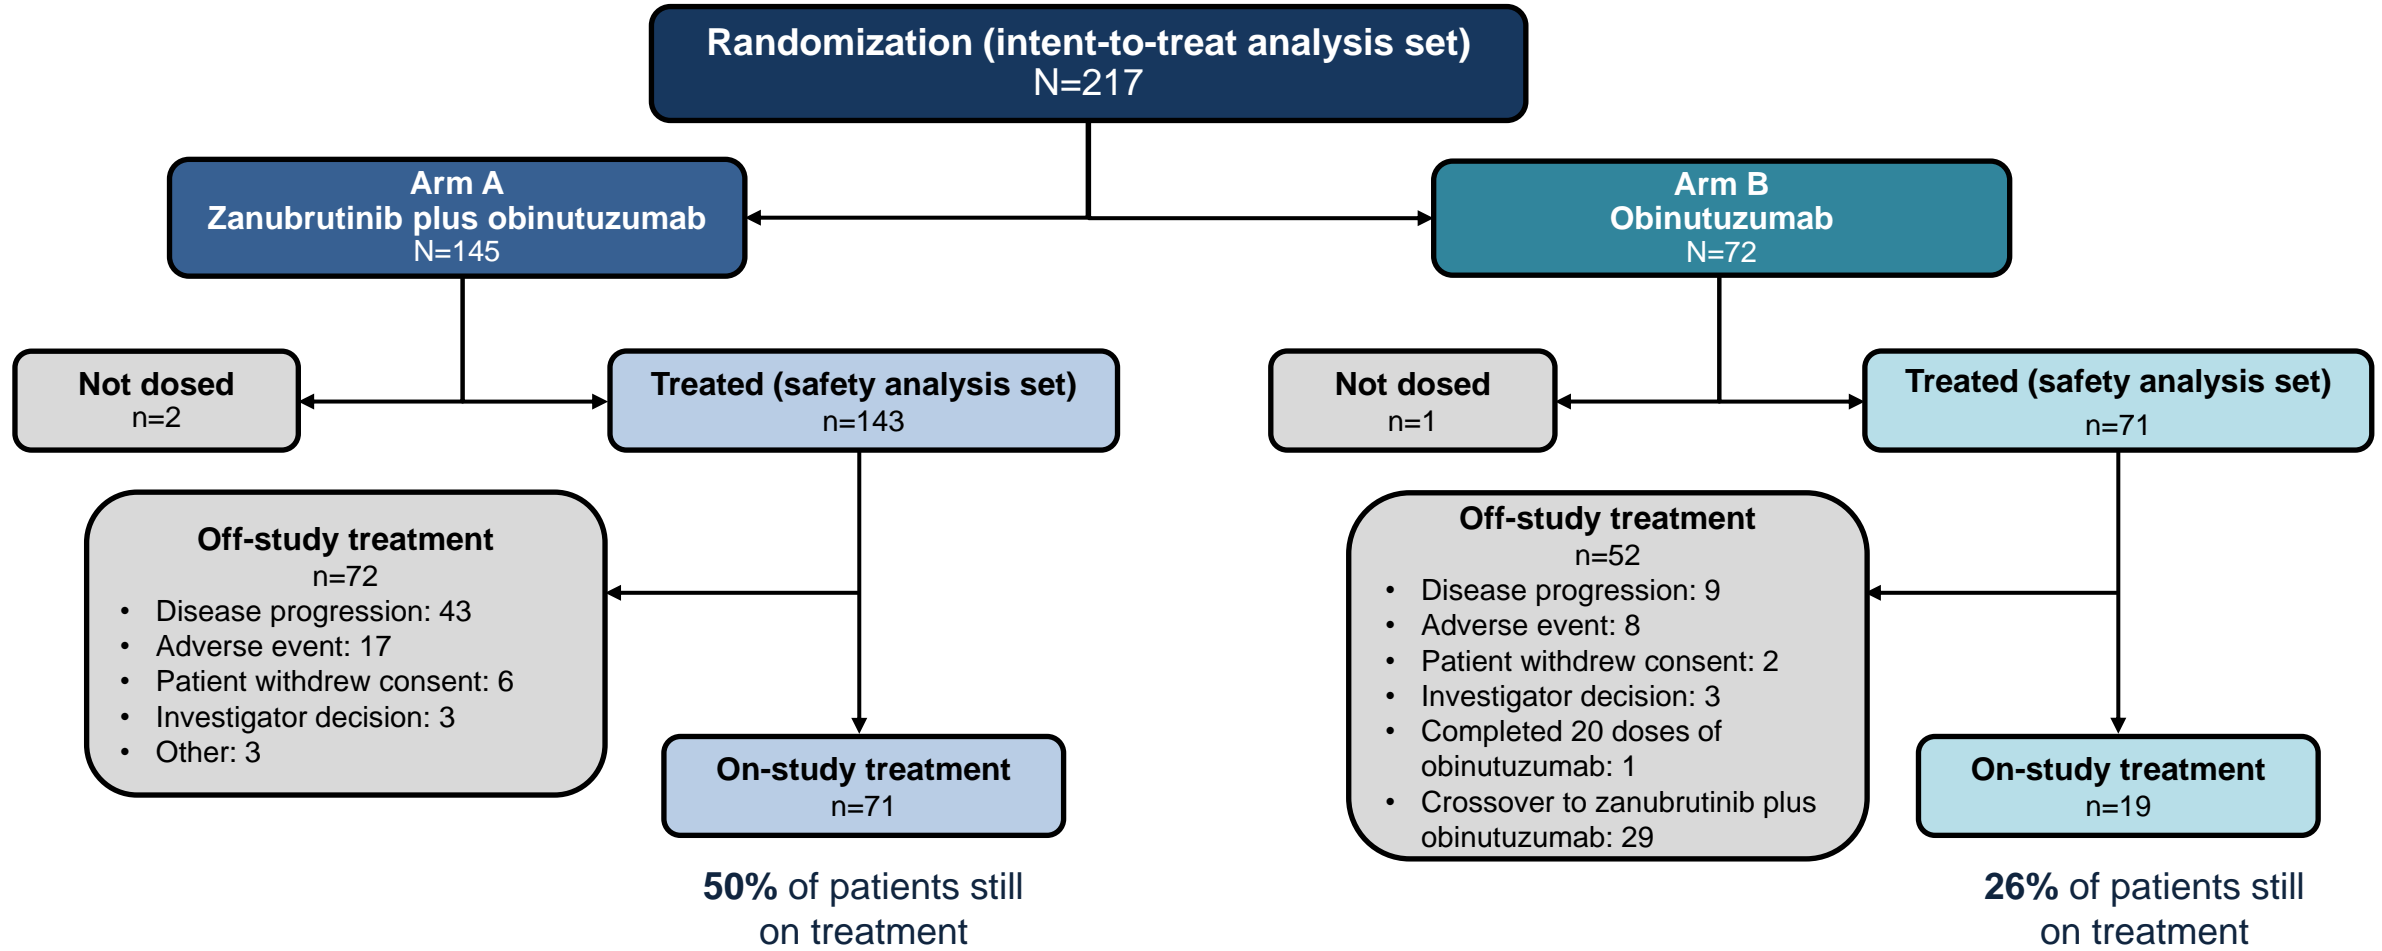 Randomization (intent-to-treat analysis set)
N=217
Arm A
Zanubrutinib plus obinutuzumab
N=145
Arm B
Obinutuzumab
N=72
Not dosed
n=2
Treated (safety analysis set)
n=143
Not dosed
n=1
Treated (safety analysis set)
n=71
Off-study treatment
n=72
• Disease progression: 43
• Adverse event: 17
• Patient withdrew consent: 6
• Investigator decision: 3
• Other: 3
On-study treatment
n=71
50% of patients still
on treatment
Off-study treatment
n=52
• Disease progression: 9
• Adverse event: 8
• Patient withdrew consent: 2
• Investigator decision: 3
• Completed 20 doses of
obinutuzumab: 1
• Crossover to zanubrutinib plus
obinutuzumab: 29
On-study treatment
n=19
26% of patients still
on treatment